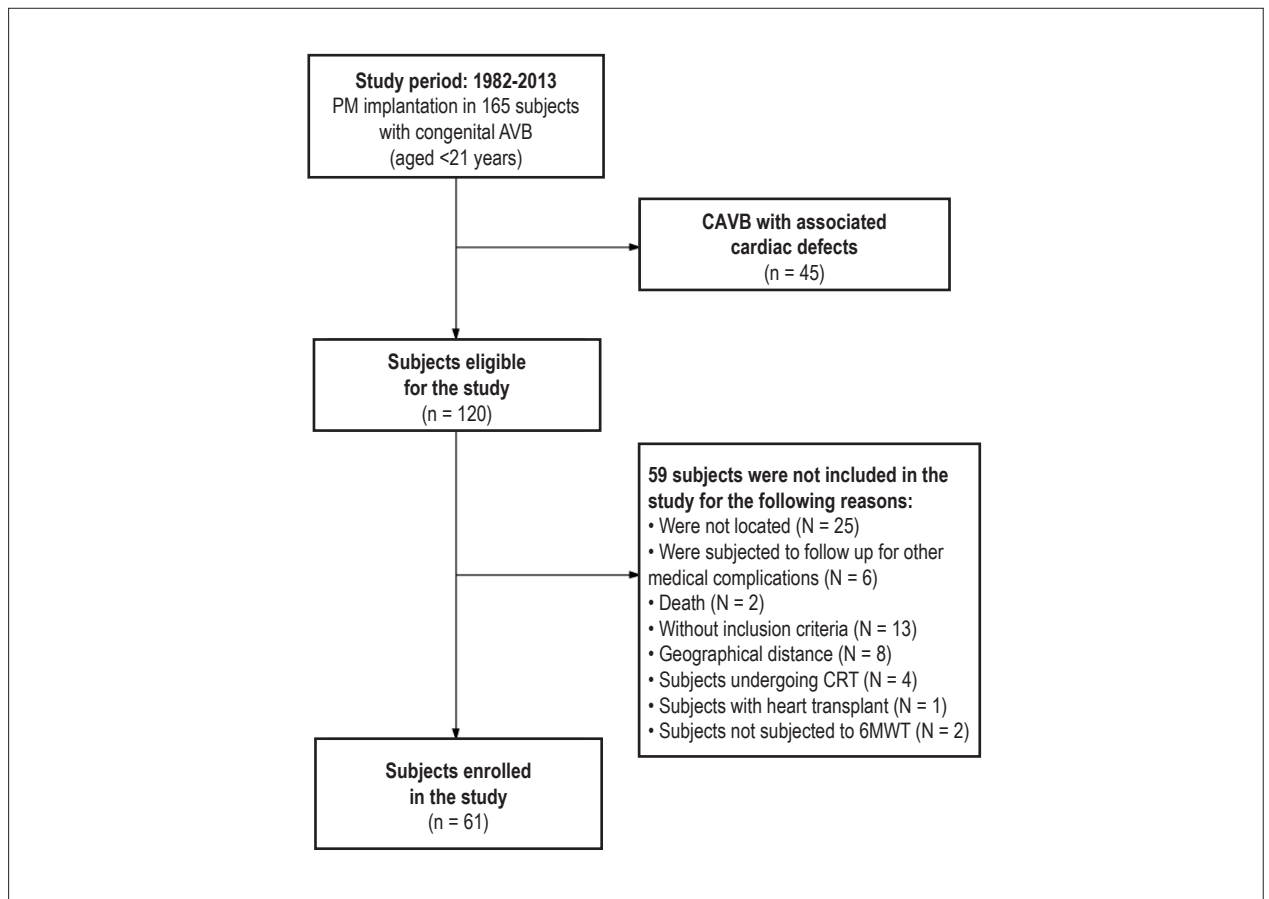 Study period: 1982-2013
PM implantation in 165 subjects
with congenital AVB
(aged <21 years)
CAVB with associated
cardiac defects
(n = 45)
Subjects eligible
for the study
(n = 120)
59 subjects were not included in the
study for the following reasons:
• Were not located (N = 25)
• Were subjected to follow up for other
medical complications (N = 6)
• Death (N = 2)
• Without inclusion criteria (N = 13)
• Geographical distance (N = 8)
• Subjects undergoing CRT (N = 4)
• Subjects with heart transplant (N = 1)
• Subjects not subjected to 6MWT (N = 2)
Subjects enrolled
in the study
(n = 61)